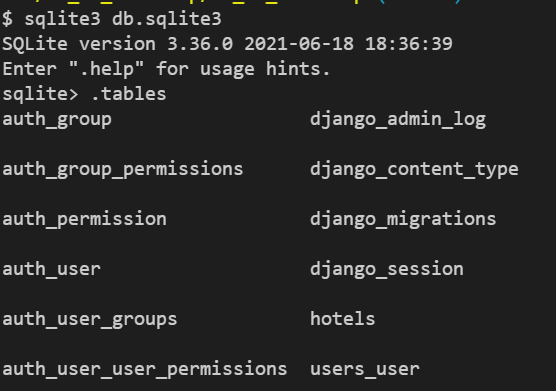 $ sqlite3 db.sqlite3
SQLite version 3.36.0 2021-06-18 18:36:39
Enter ".help" for usage hints.
sqlite> .tables
auth_group                  django_admin_log
auth_group_permissions      django_content_type
auth_permission             django_migrations
auth_user                   django_session
auth_user_groups            hotels
auth_user_user_permissions  users_user